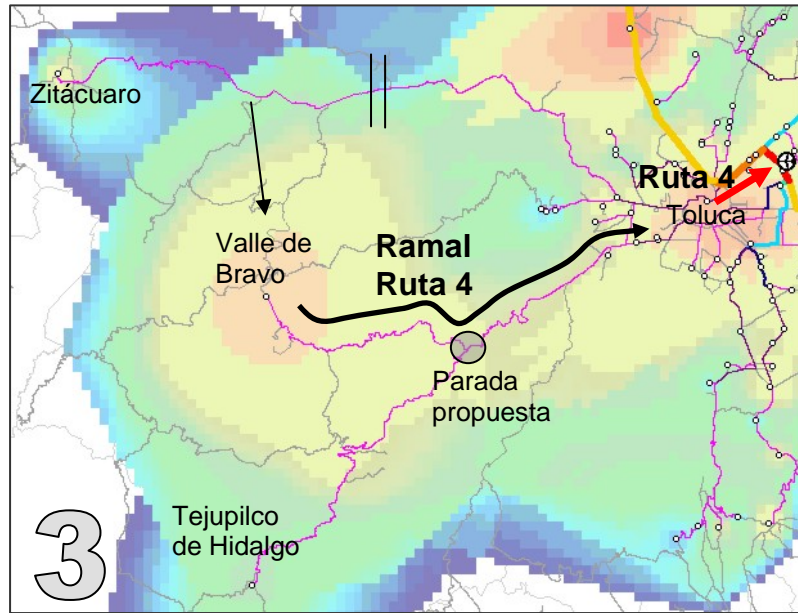 Zitácuaro
Ruta 4
Toluca
Valle de
Bravo
Ramal
Ruta 4
Parada
propuesta
Tejupilco
de Hidalgo
3